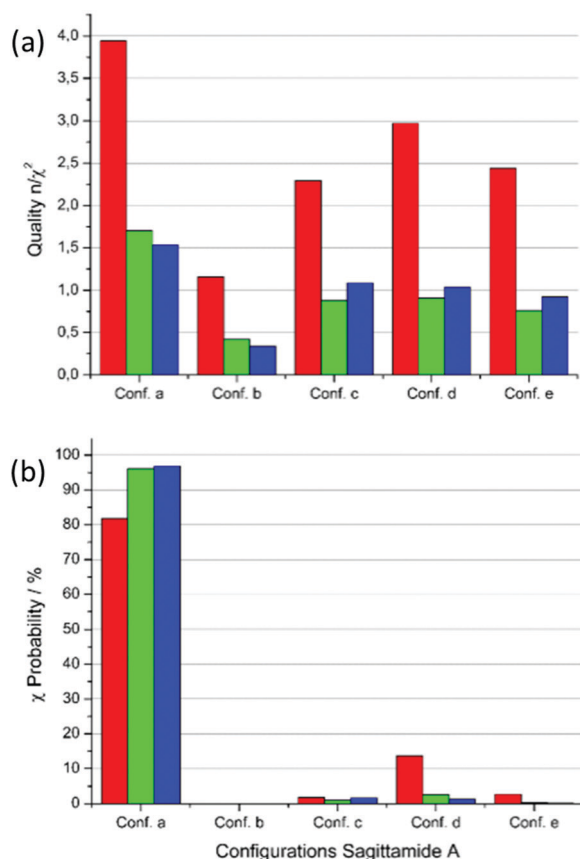 (a)
Quality n/χ²
4,0
3,5
3,0
2,5
2,0
1,5
1,0
0,5
0,0
Conf. a Conf. b Conf. c Conf. d Conf. e
(b)
χ Probability / %
100
90
80
70
60
50
40
30
20
10
0
Conf. a Conf. b Conf. c Conf. d Conf. e
Configurations Sagittamide A